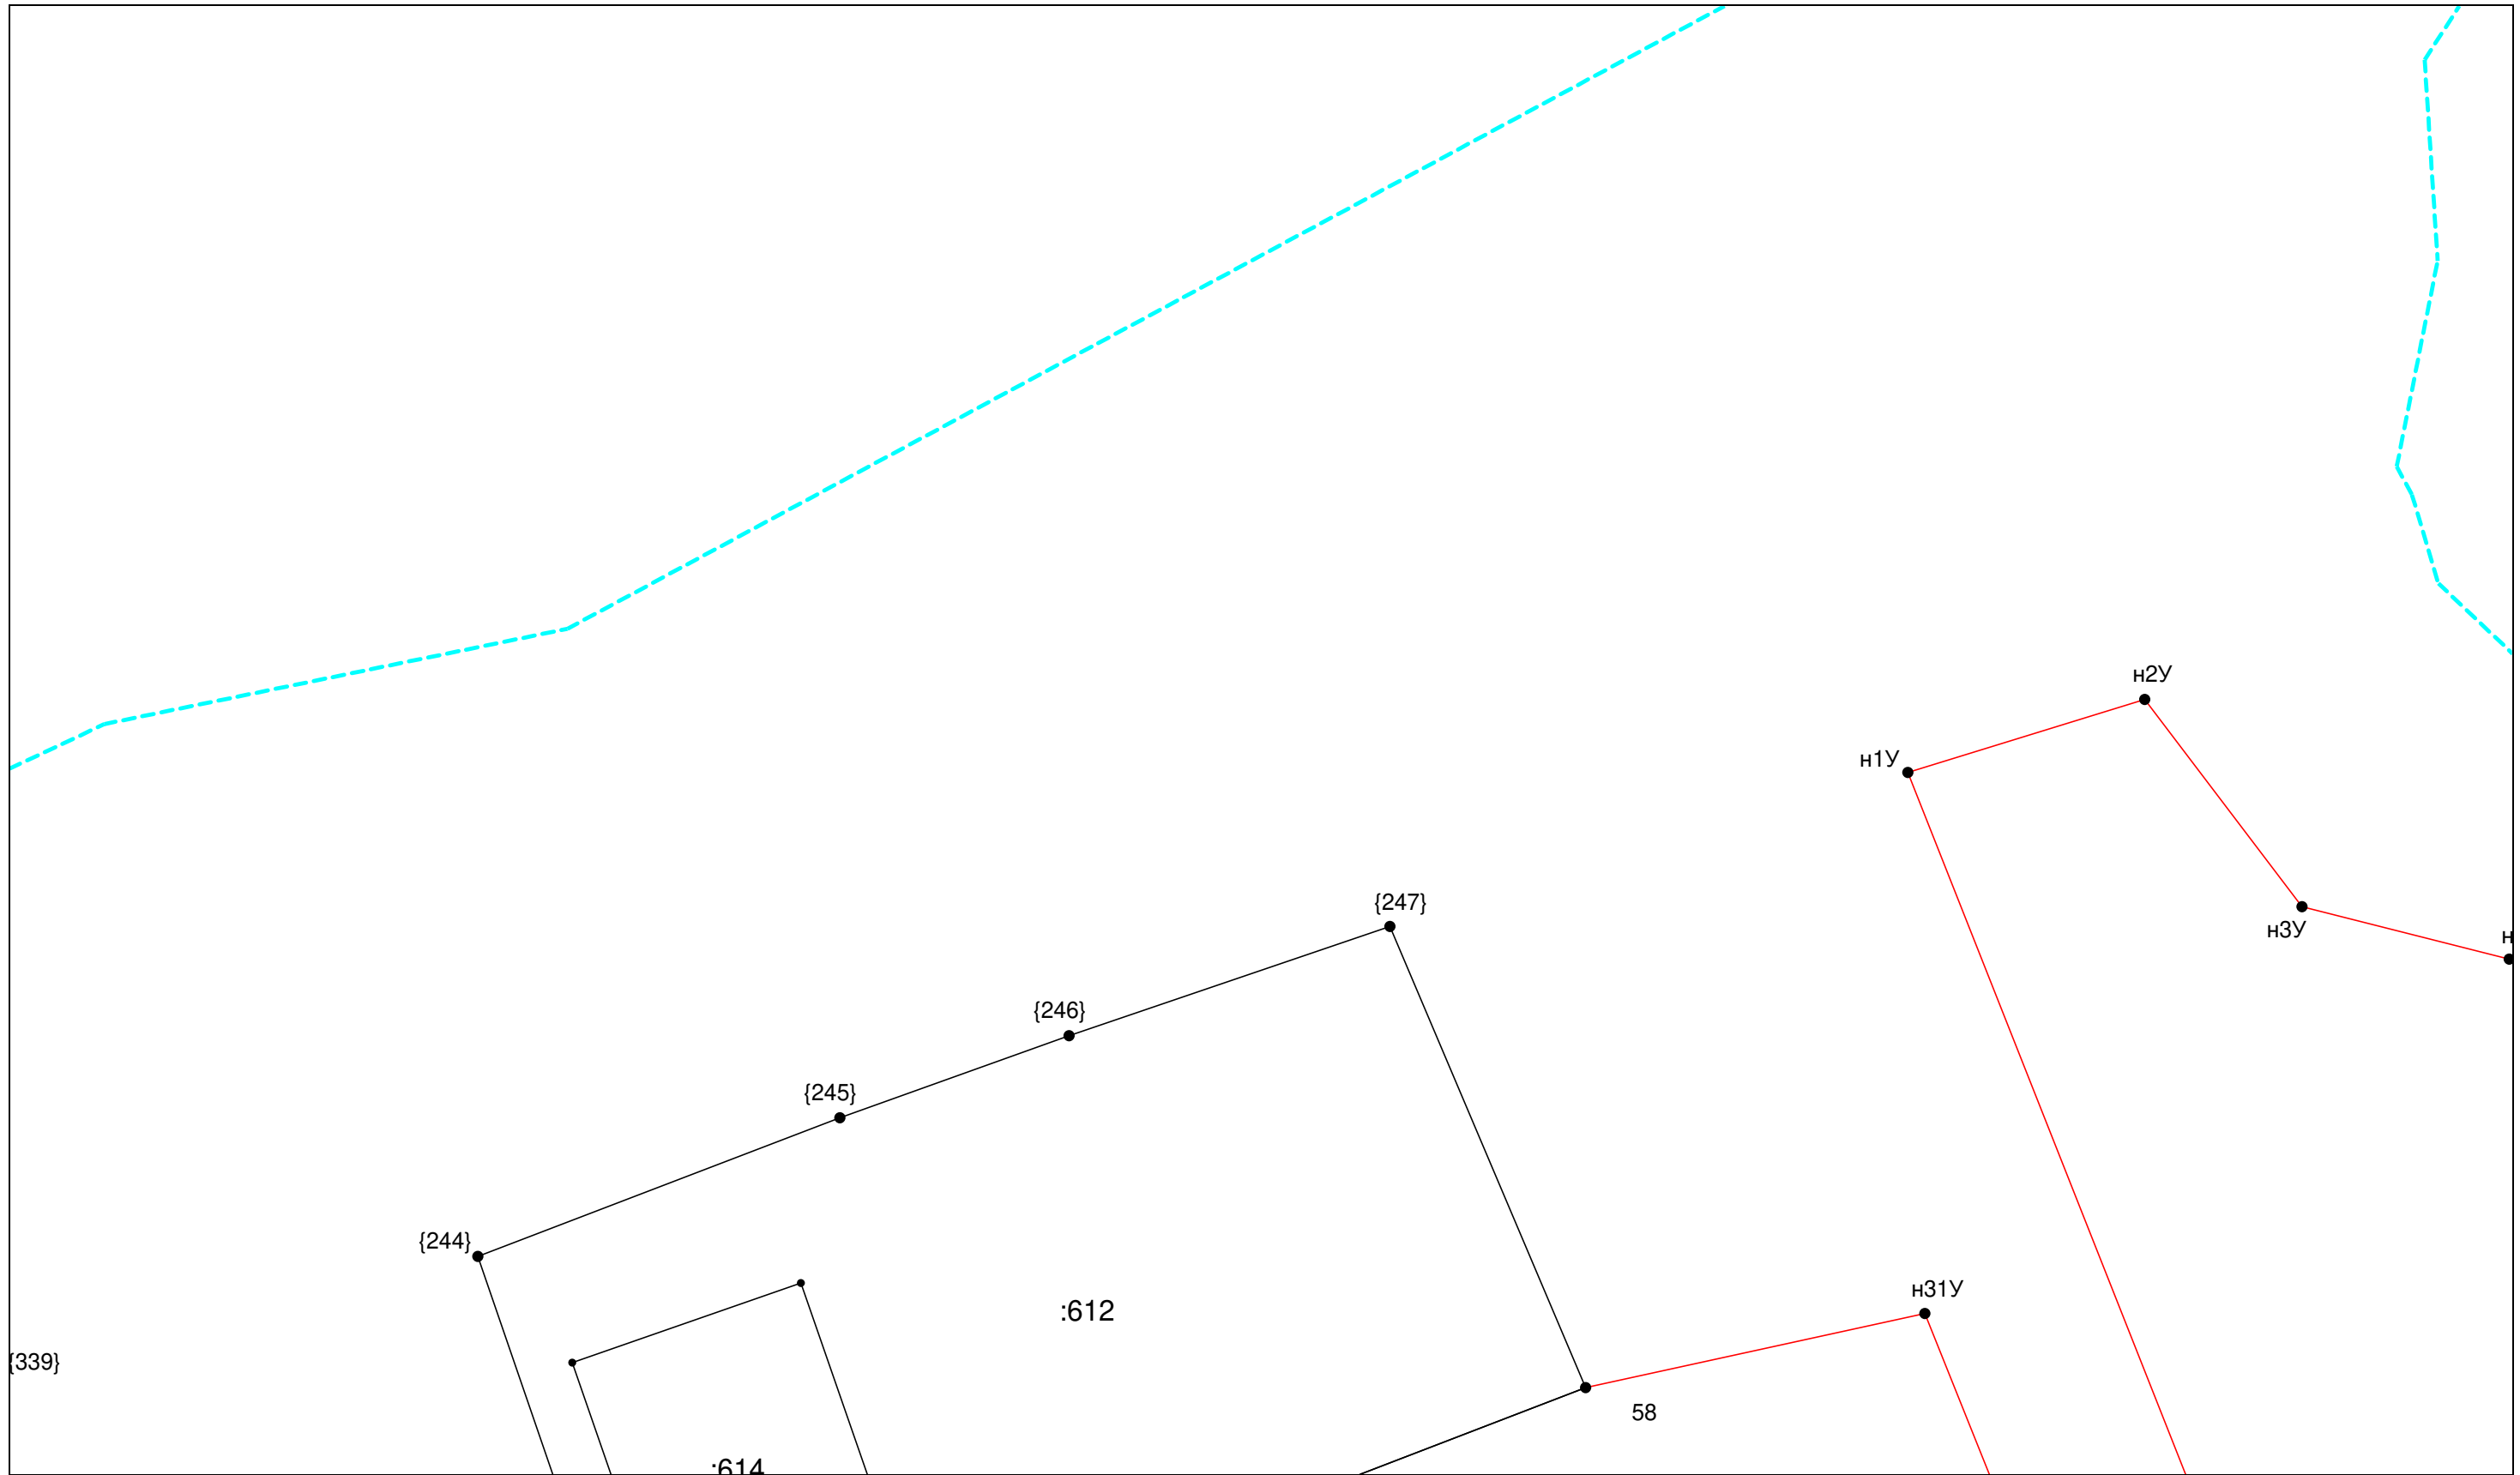 н2У
н1У
{247}
н3У
н
{246}
{245}
{244}
н31У
:612
{339}
58
:614